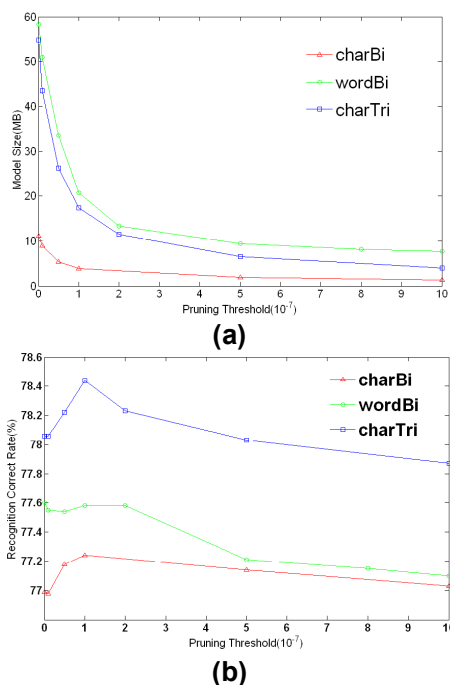 60
50
40
30
20
10
0
Model Size(MB)
charBi
wordBi
charTri
0 1 2 3 4 5 6 7 8 9 10
Pruning Threshold(10^-7)
(a)
78.6
78.4
78.2
78
77.8
77.6
77.4
77.2
77
Recognition Correct Rate(%)
charBi
wordBi
charTri
0 1 2 3 4 5 6 7 8 9 10
Pruning Threshold(10^-7)
(b)